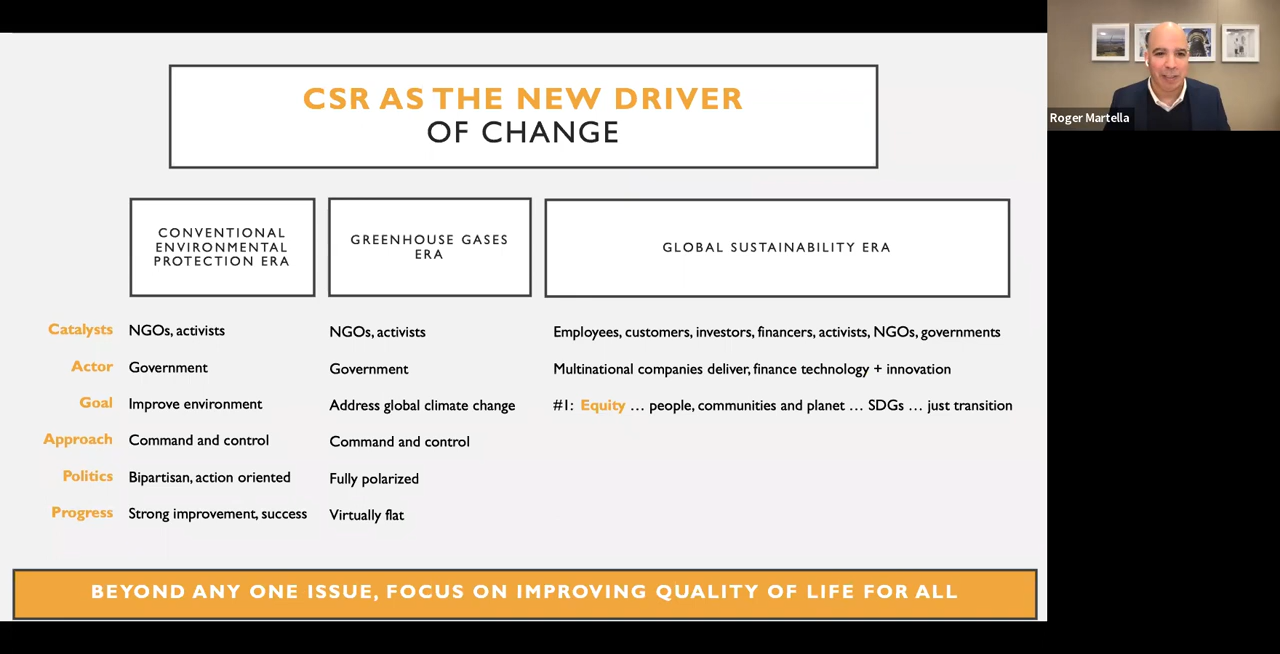 CSR AS THE NEW DRIVER
OF CHANGE
CONVENTIONAL
ENVIRONMENTAL
PROTECTION ERA
GREENHOUSE GASES
ERA
GLOBAL SUSTAINABILITY ERA
Catalysts NGOs, activists NGOs, activists Employees, customers, investors, financers, activists, NGOs, governments
Actor Government Government Multinational companies deliver, finance technology + innovation
Goal Improve environment Address global climate change #1: Equity … people, communities and planet … SDGs … just transition
Approach Command and control Command and control
Politics Bipartisan, action oriented Fully polarized
Progress Strong improvement, success Virtually flat
BEYOND ANY ONE ISSUE, FOCUS ON IMPROVING QUALITY OF LIFE FOR ALL
Roger Martella